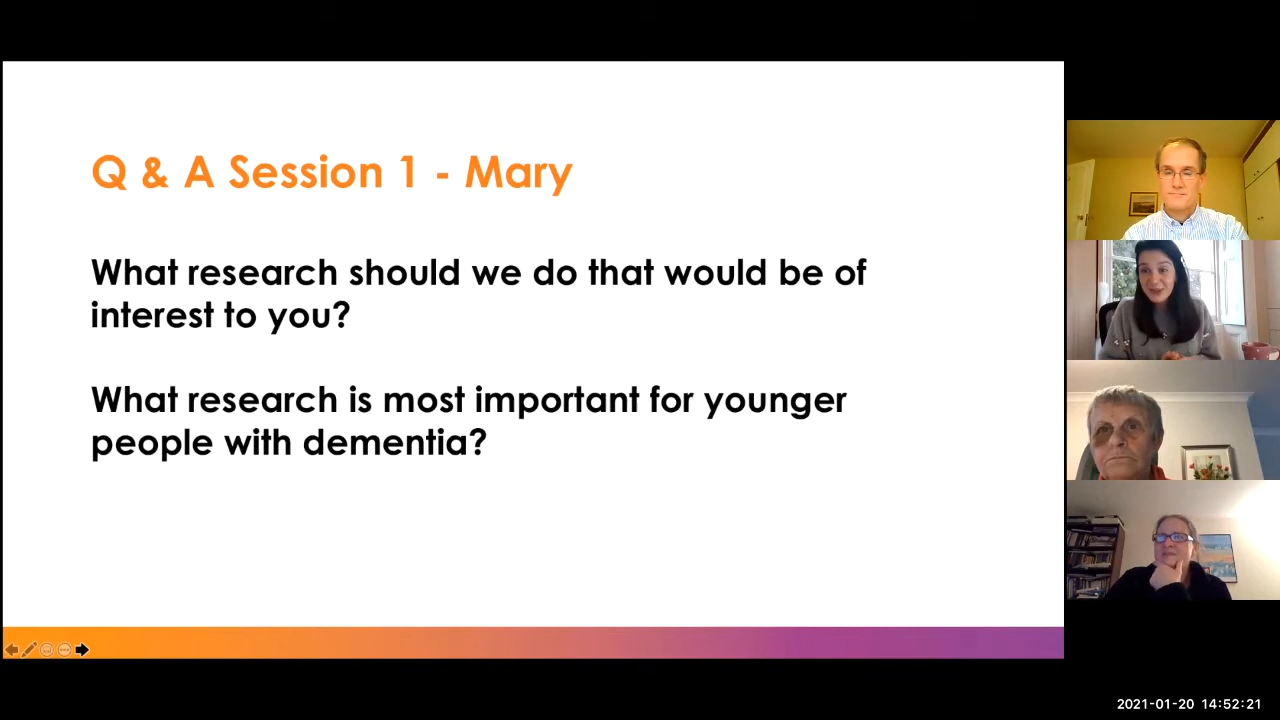 Q & A Session 1 - Mary
What research should we do that would be of
interest to you?
What research is most important for younger
people with dementia?
2021-01-20 14:52:21